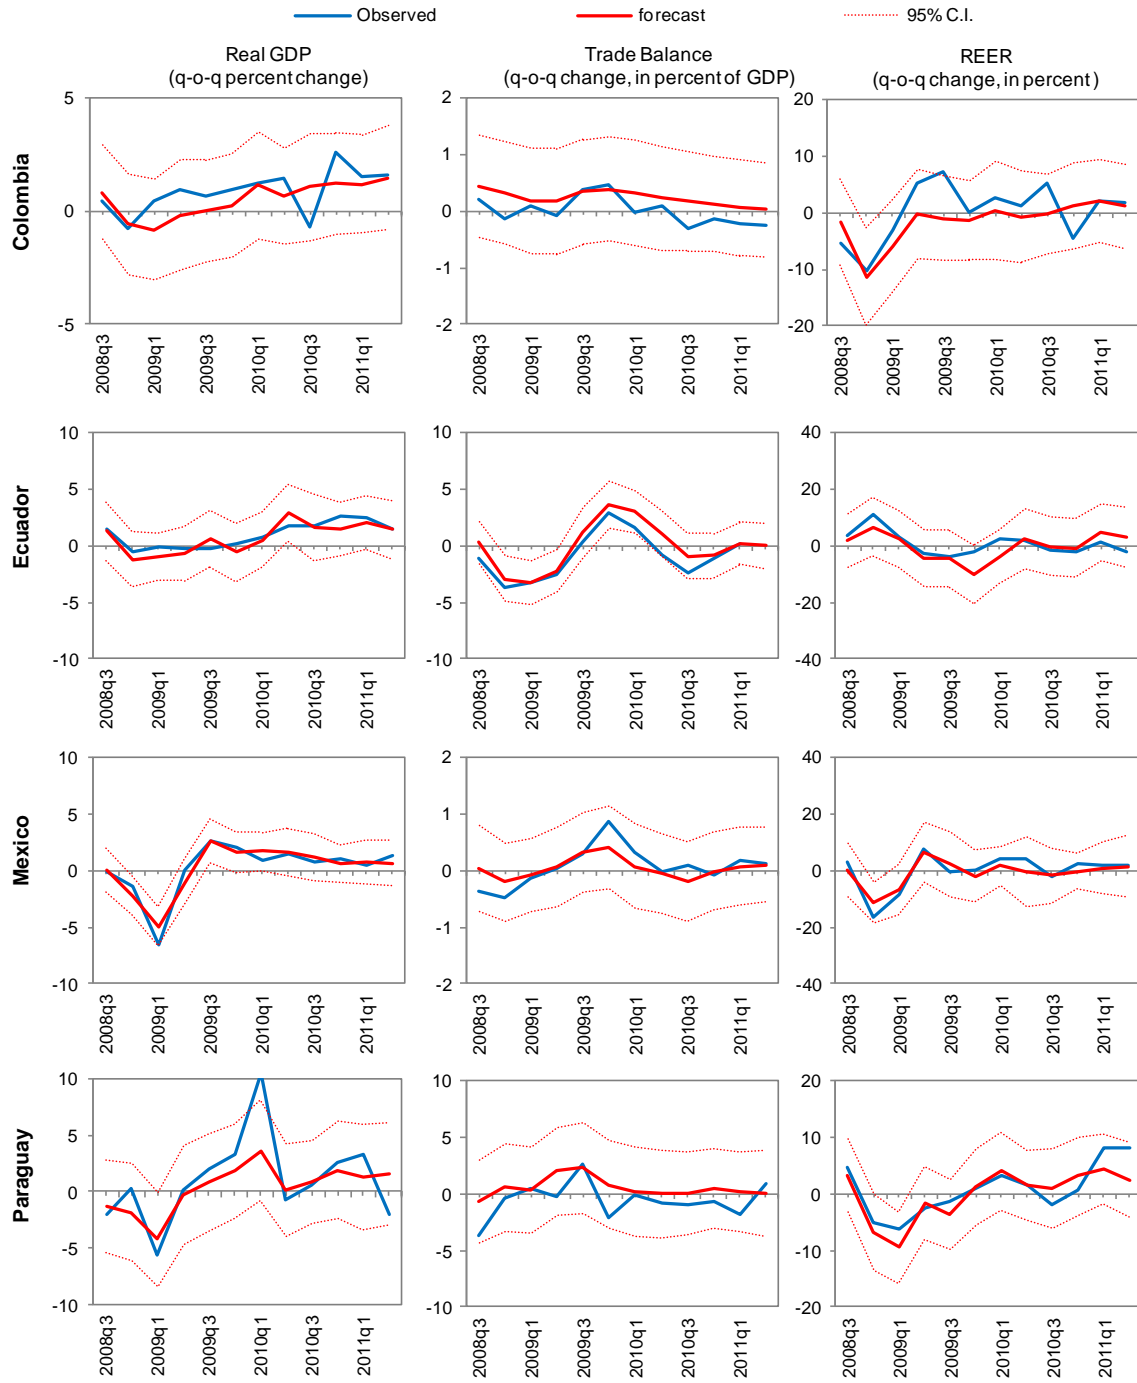 Observed forecast 95% C.I.
Real GDP Trade Balance REER
(q-o-q percent change) (q-o-q change, in percent of GDP) (q-o-q change, in percent )
Colombia
5 2 20
1 10
0 0 0
-1 -10
-5 -2 -20
2008q3 2009q1 2009q3 2010q1 2010q3 2011q1 2008q3 2009q1 2009q3 2010q1 2010q3 2011q1 2008q3 2009q1 2009q3 2010q1 2010q3 2011q1
Ecuador
10 10 40
5 5 20
0 0 0
-5 -5 -20
-10 -10 -40
2008q3 2009q1 2009q3 2010q1 2010q3 2011q1 2008q3 2009q1 2009q3 2010q1 2010q3 2011q1 2008q3 2009q1 2009q3 2010q1 2010q3 2011q1
Mexico
10 2 40
5 1 20
0 0 0
-5 -1 -20
-10 -2 -40
2008q3 2009q1 2009q3 2010q1 2010q3 2011q1 2008q3 2009q1 2009q3 2010q1 2010q3 2011q1 2008q3 2009q1 2009q3 2010q1 2010q3 2011q1
Paraguay
10 10 20
5 5 10
0 0 0
-5 -5 -10
-10 -10 -20
2008q3 2009q1 2009q3 2010q1 2010q3 2011q1 2008q3 2009q1 2009q3 2010q1 2010q3 2011q1 2008q3 2009q1 2009q3 2010q1 2010q3 2011q1